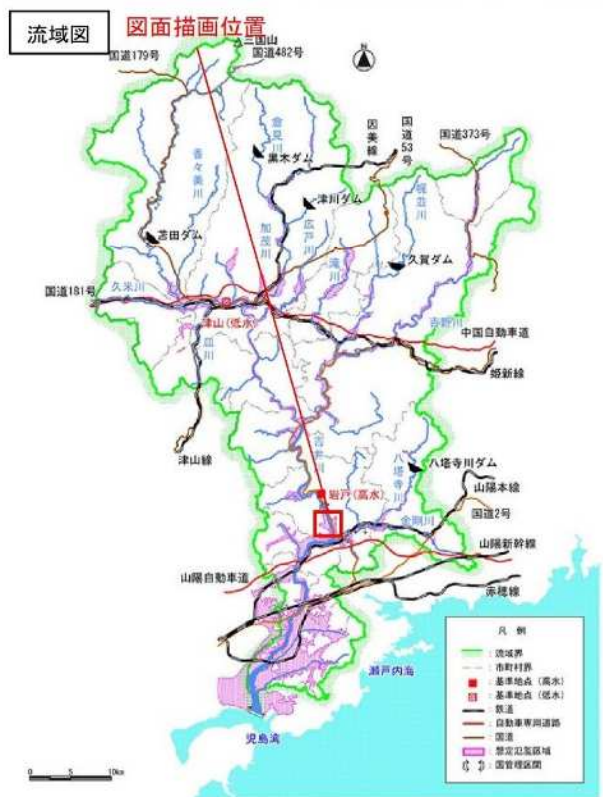 流域図
図面描画位置
三国山
国道179号
国道482号
N
因美線
国道53号
国道373号
倉見川
黒木ダム
香々美川
津川ダム
梶並川
加茂川
広戸川
滝川
苫田ダム
久賀ダム
国道181号
久米川
津山(低水)
吉野川
中国自動車道
皿川
姫新線
津山線
吉井川
八塔寺川
八塔寺川ダム
岩戸(高水)
山陽本線
国道2号
金剛川
山陽新幹線
山陽自動車道
赤穂線
瀬戸内海
児島湾
凡例
:流域界
:市町村界
:基準地点(高水)
:基準地点(低水)
:鉄道
:自動車専用道路
:国道
:想定氾濫区域
:国管理区間
0 5 10km